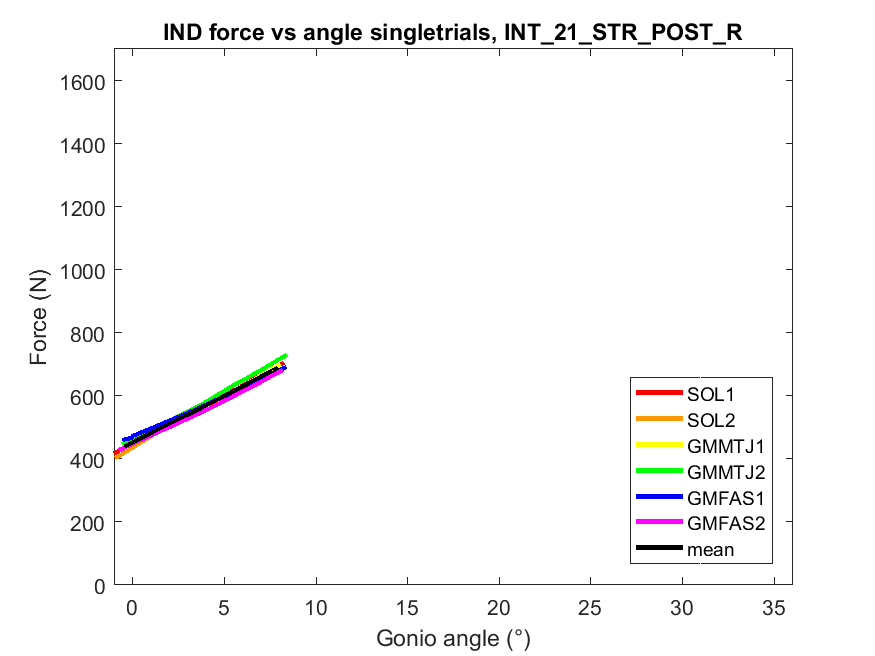 IND force vs angle singletrials, INT_21_STR_POST_R
1600
1400
1200
1000
800
600
400
200
0
Force (N)
0 5 10 15 20 25 30 35
Gonio angle (°)
SOL1
SOL2
GMMTJ1
GMMTJ2
GMFAS1
GMFAS2
mean